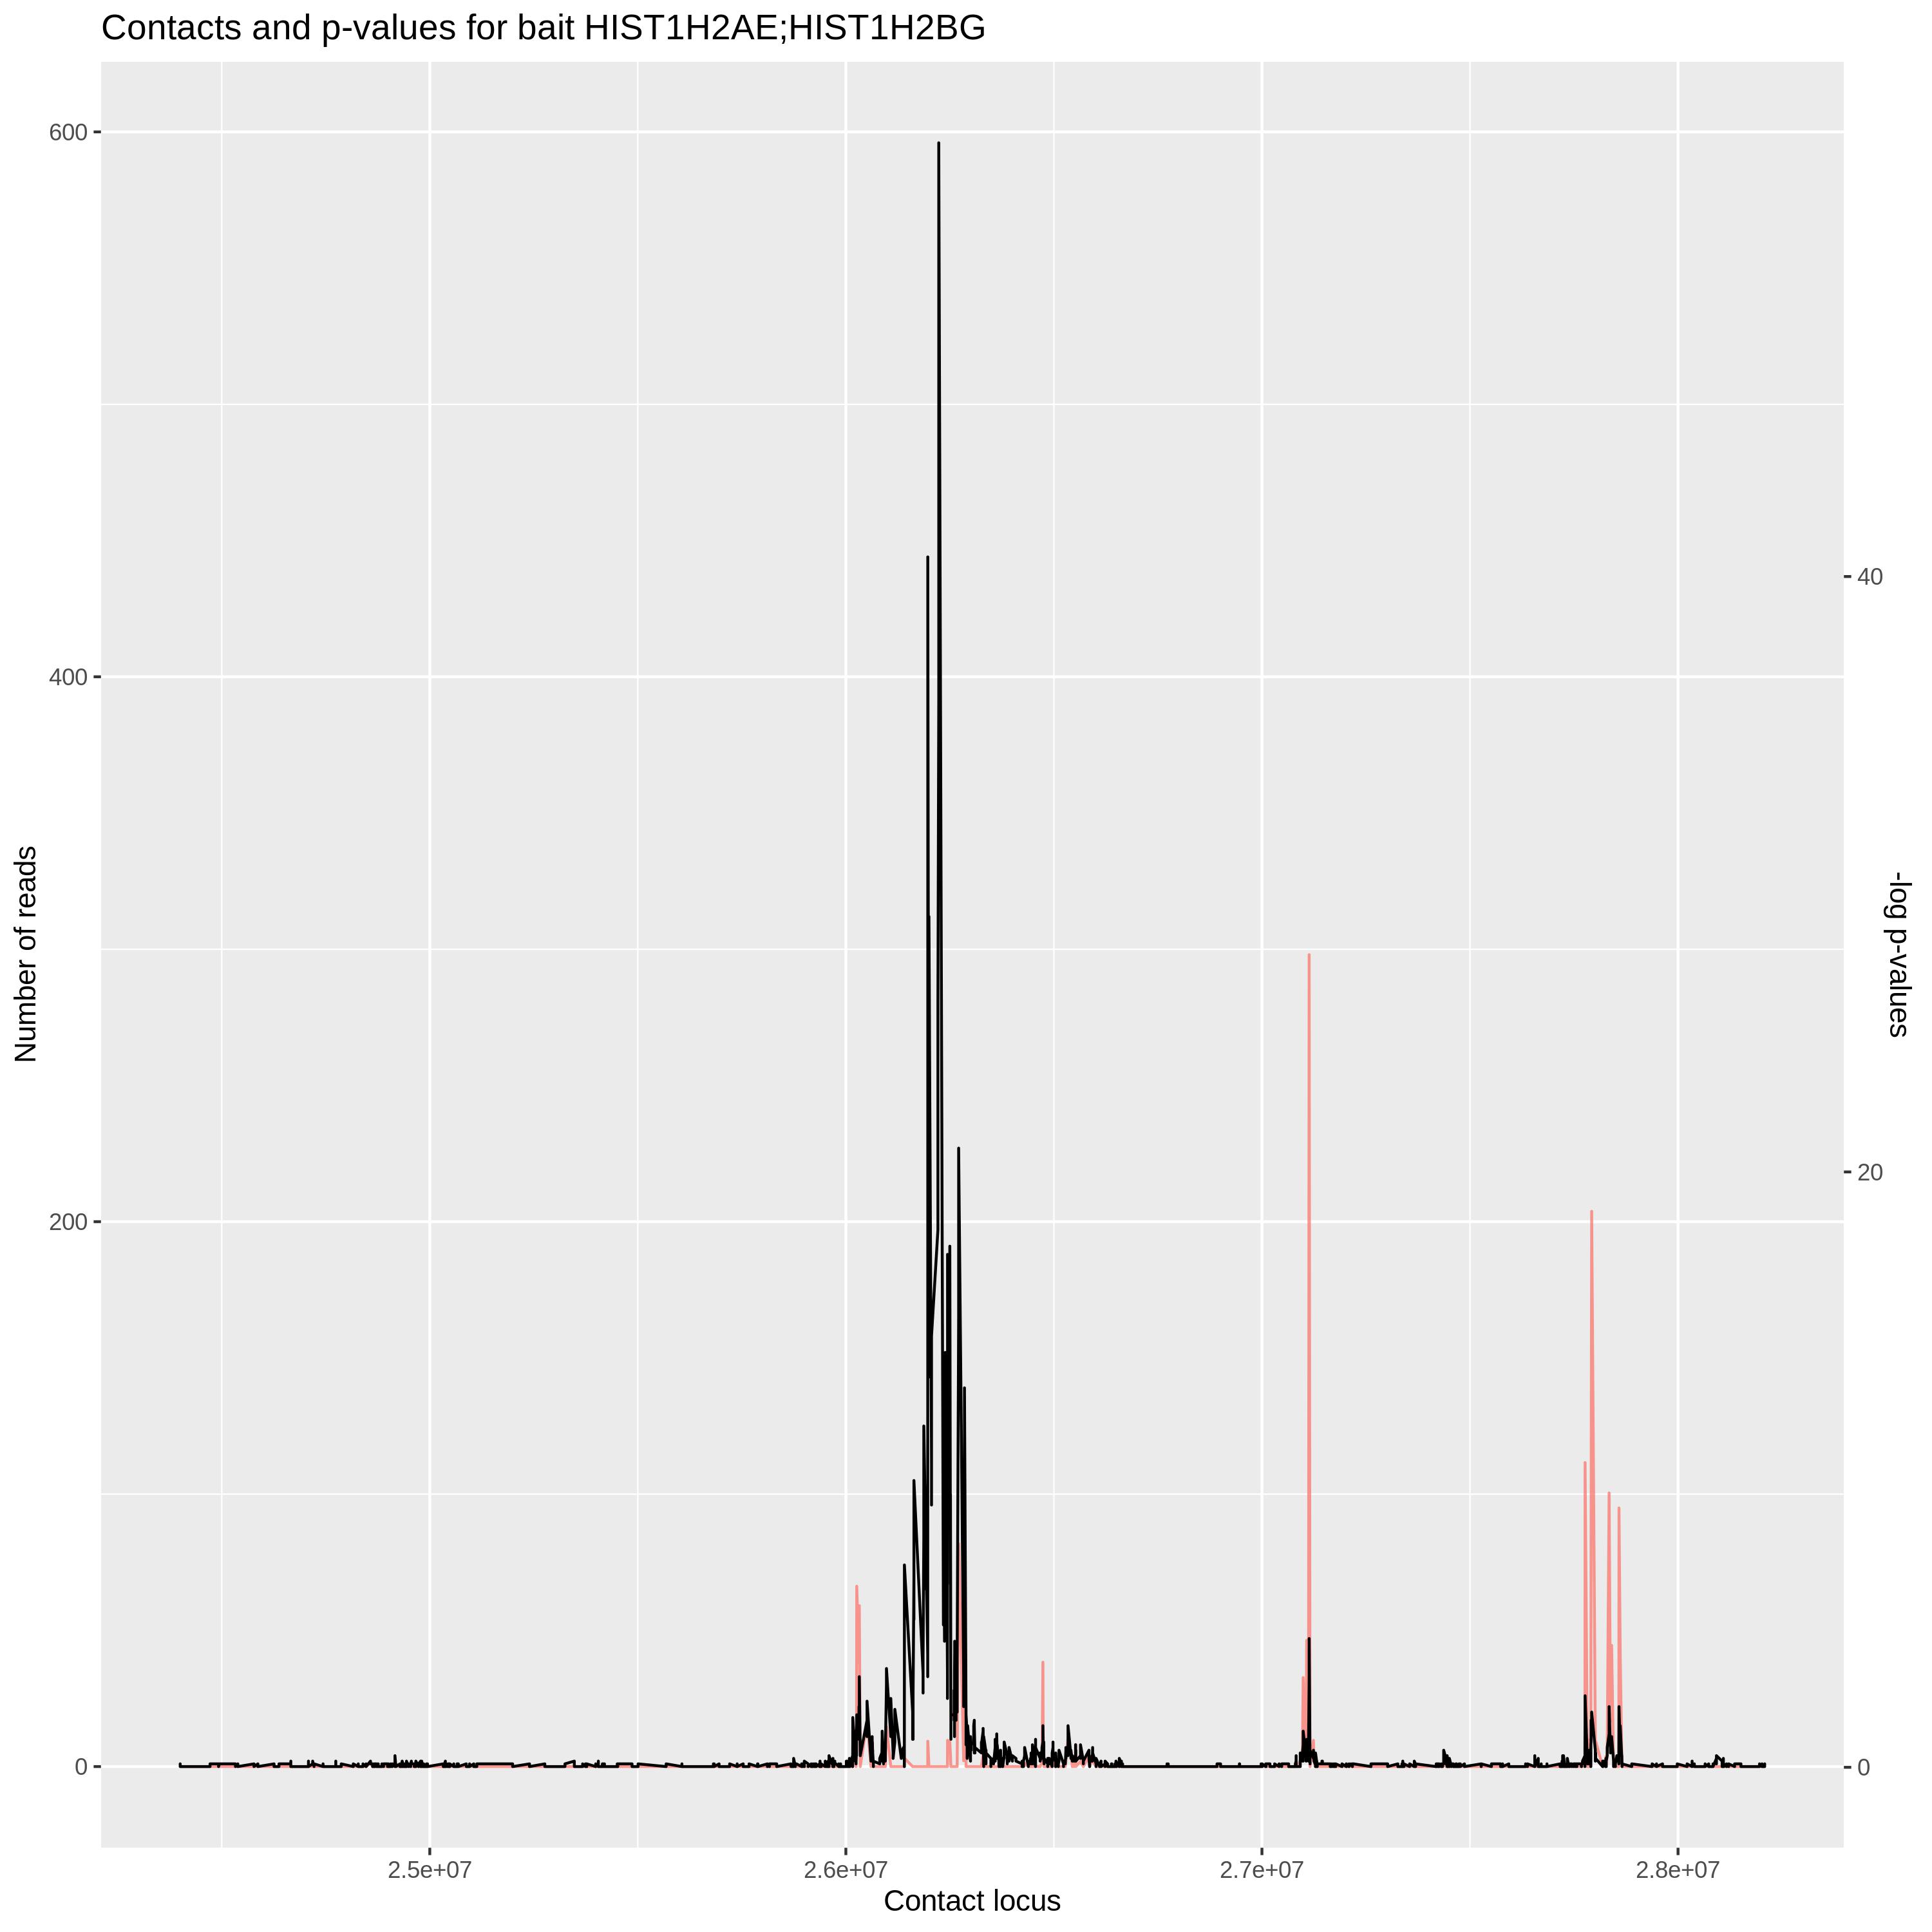 Contacts and p-values for bait HIST1H2AE;HIST1H2BG
600
400
200
0
Number of reads
40
20
0
-log p-values
2.5e+07
2.6e+07
2.7e+07
2.8e+07
Contact locus